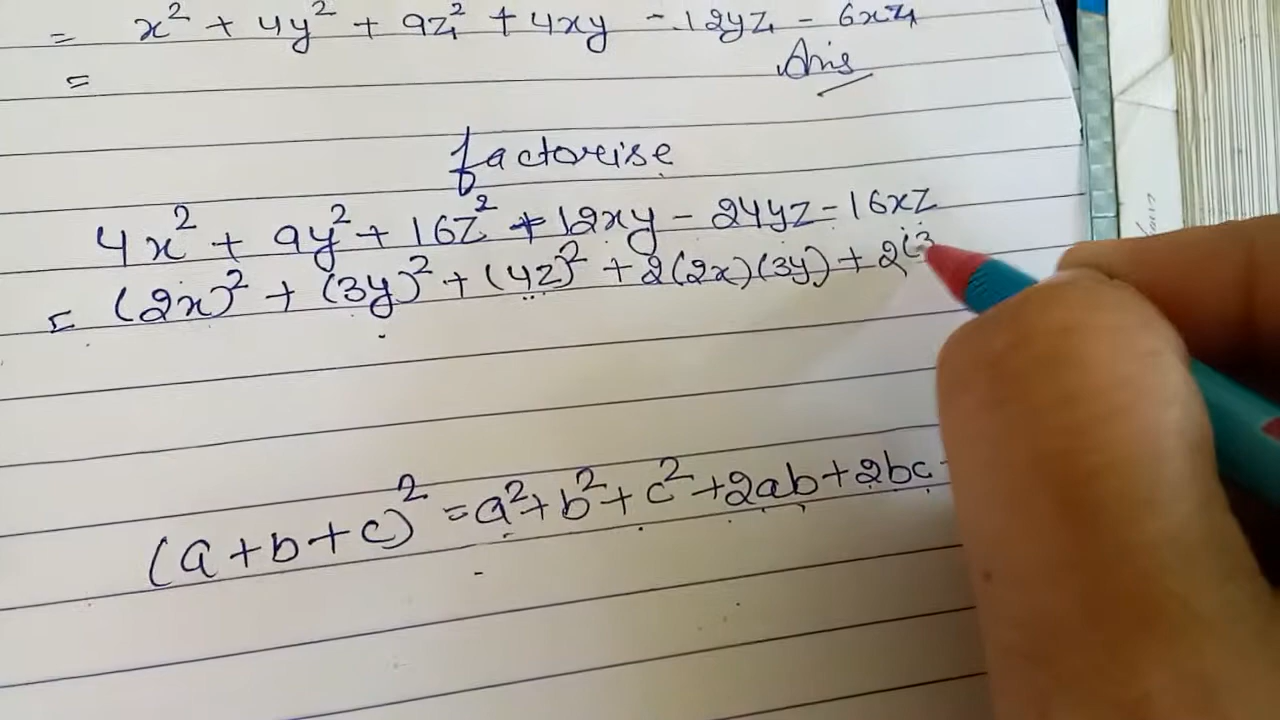 = x² + 4y² + 9z² + 4xy - 12yz - 6xz
= Ans
factorise
4x² + 9y² + 16z² + 12xy - 24yz - 16xz
= (2x)² + (3y)² + (4z)² + 2(2x)(3y) + 2(3
(a+b+c)² = a²+b²+c²+2ab+2bc